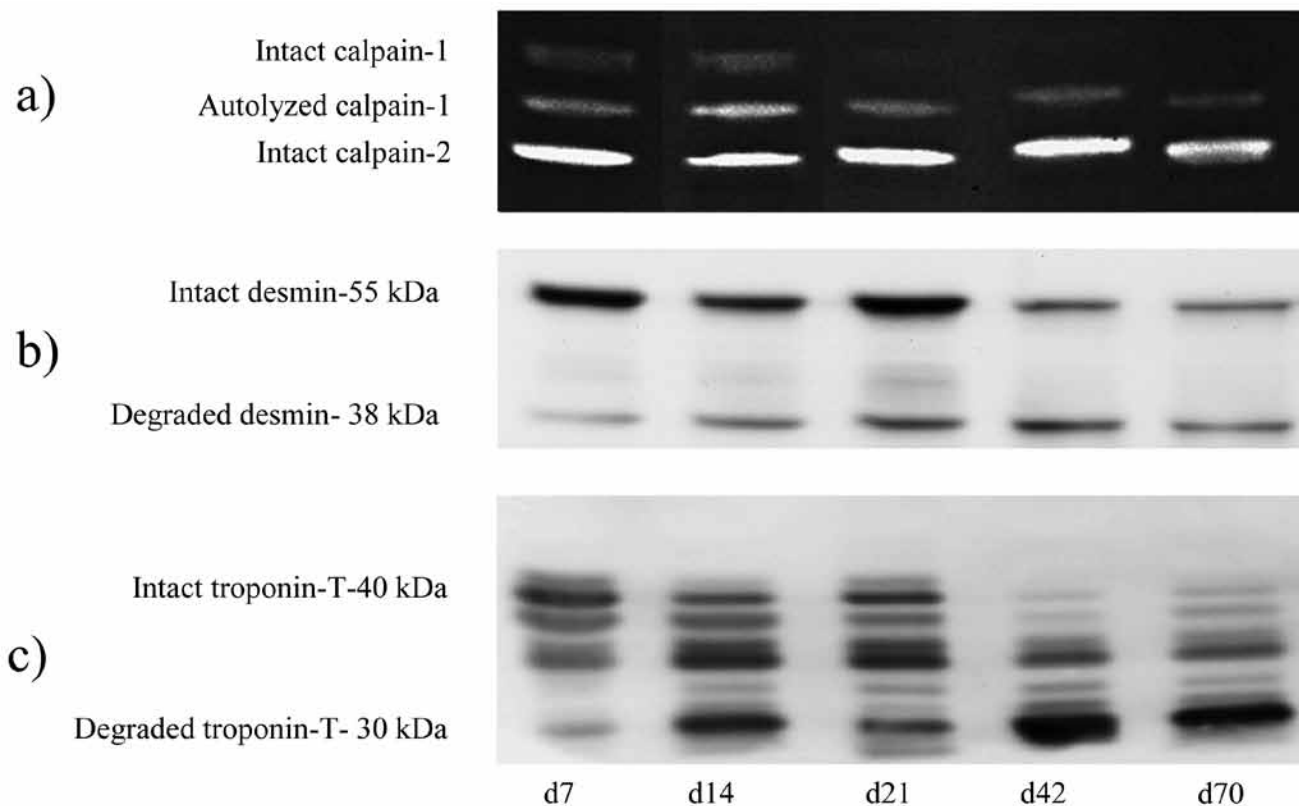 a)
Intact calpain-1
Autolyzed calpain-1
Intact calpain-2
b)
Intact desmin-55 kDa
Degraded desmin- 38 kDa
c)
Intact troponin-T-40 kDa
Degraded troponin-T- 30 kDa
d7 d14 d21 d42 d70